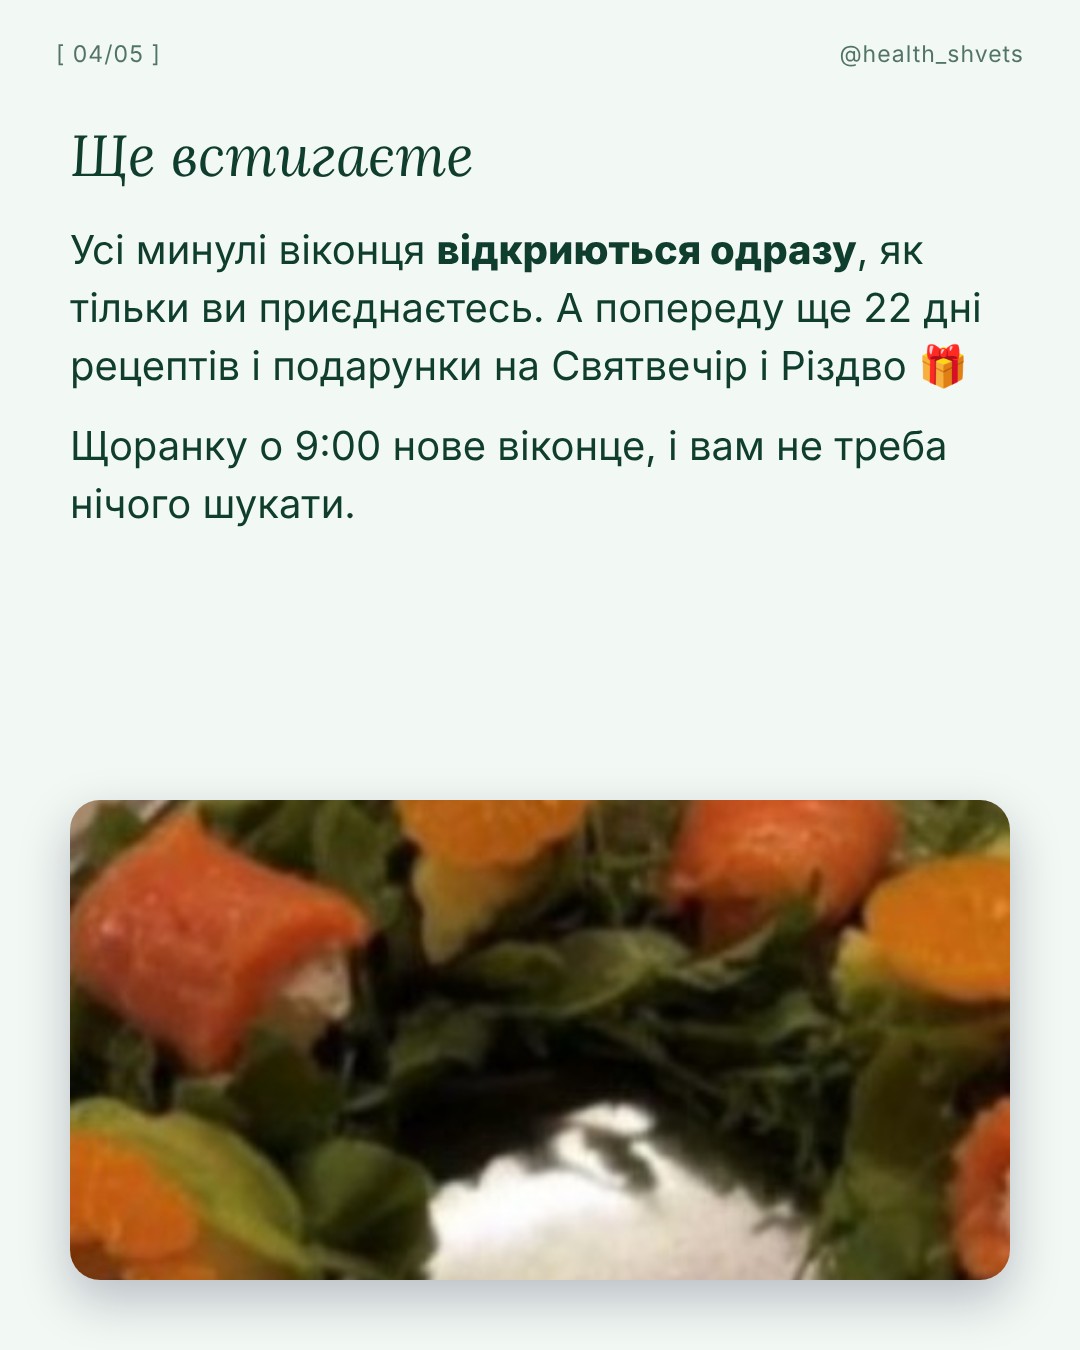 [ 04/05 ]
@health_shvets
Ще встигаєте
Усі минулі віконця відкриються одразу, як
тільки ви приєднаєтесь. А попереду ще 22 дні
рецептів і подарунки на Святвечір і Різдво 🎁
Щоранку о 9:00 нове віконце, і вам не треба
нічого шукати.